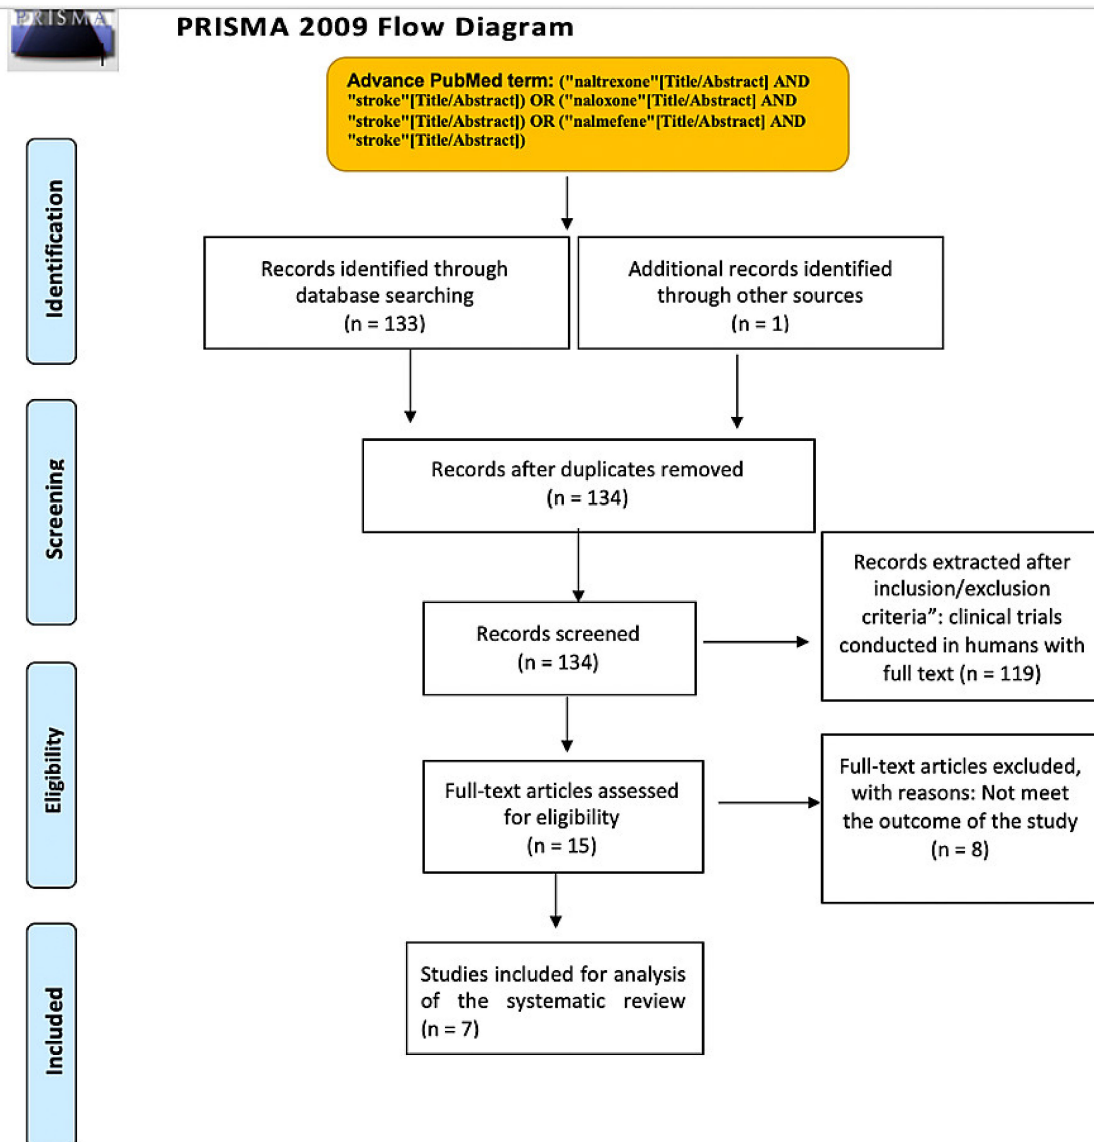 PRISMA
PRISMA 2009 Flow Diagram
Advance PubMed term: ("naltrexone"[Title/Abstract] AND
"stroke"[Title/Abstract]) OR ("naloxone"[Title/Abstract] AND
"stroke"[Title/Abstract]) OR ("nalmefene"[Title/Abstract] AND
"stroke"[Title/Abstract])
Identification
Records identified through
database searching
(n = 133)
Additional records identified
through other sources
(n = 1)
Screening
Records after duplicates removed
(n = 134)
Records screened
(n = 134)
Records extracted after
inclusion/exclusion
criteria”: clinical trials
conducted in humans with
full text (n = 119)
Eligibility
Full-text articles assessed
for eligibility
(n = 15)
Full-text articles excluded,
with reasons: Not meet
the outcome of the study
(n = 8)
Included
Studies included for analysis
of the systematic review
(n = 7)